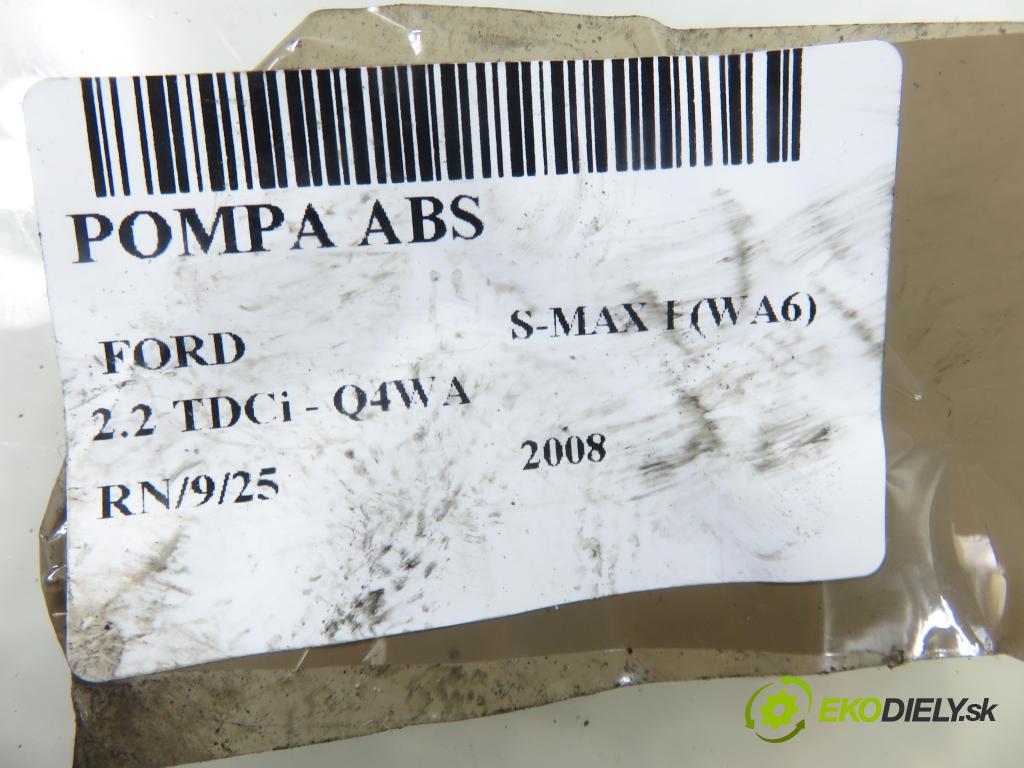 POMPA ABS
FORD S-MAX I (WA6)
2.2 TDCi - Q4WA
RN/9/25 2008
EKODIELY.sk